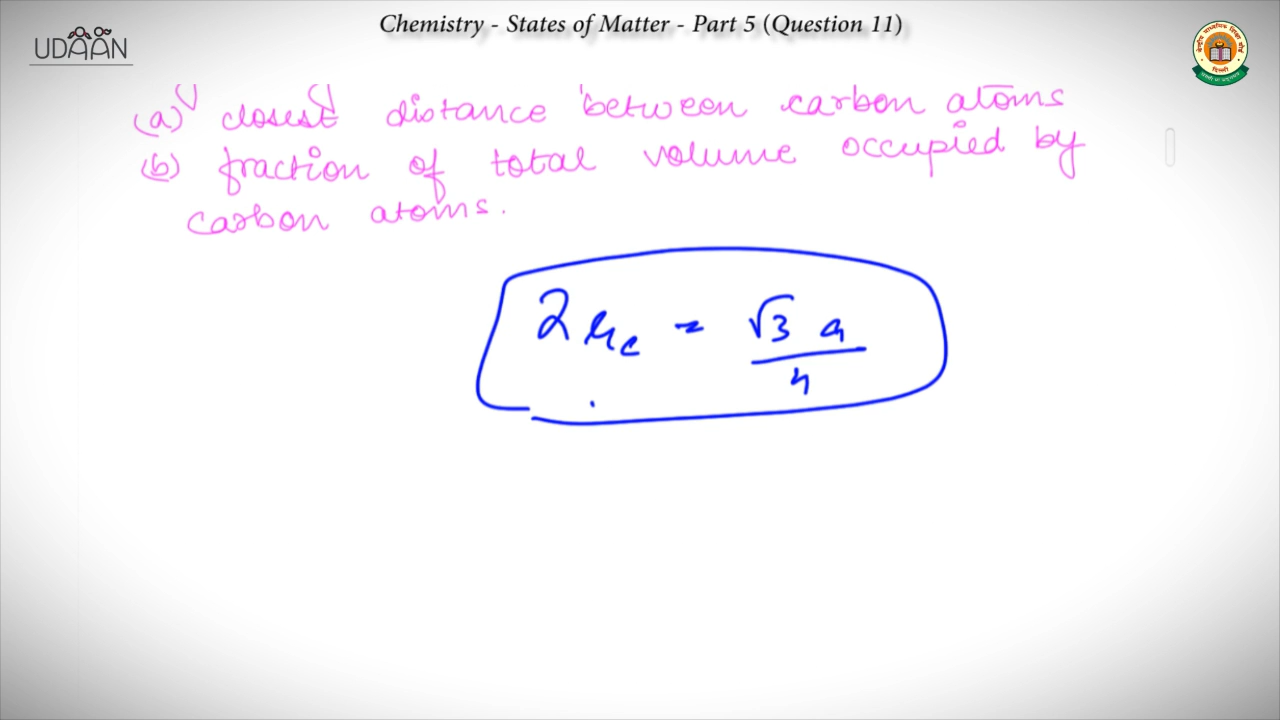 Chemistry - States of Matter - Part 5 (Question 11)
UDAAN
(a) closest distance between carbon atoms
(b) fraction of total volume occupied by
carbon atoms.
2r_c = √3 a / 4